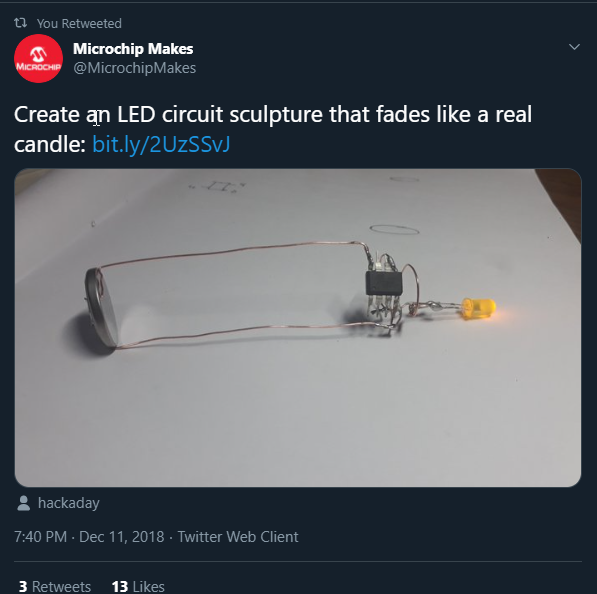 You Retweeted
MICROCHIP
Microchip Makes
@MicrochipMakes
Create an LED circuit sculpture that fades like a real
candle: bit.ly/2UzSSvJ
hackaday
7:40 PM · Dec 11, 2018 · Twitter Web Client
3 Retweets 13 Likes